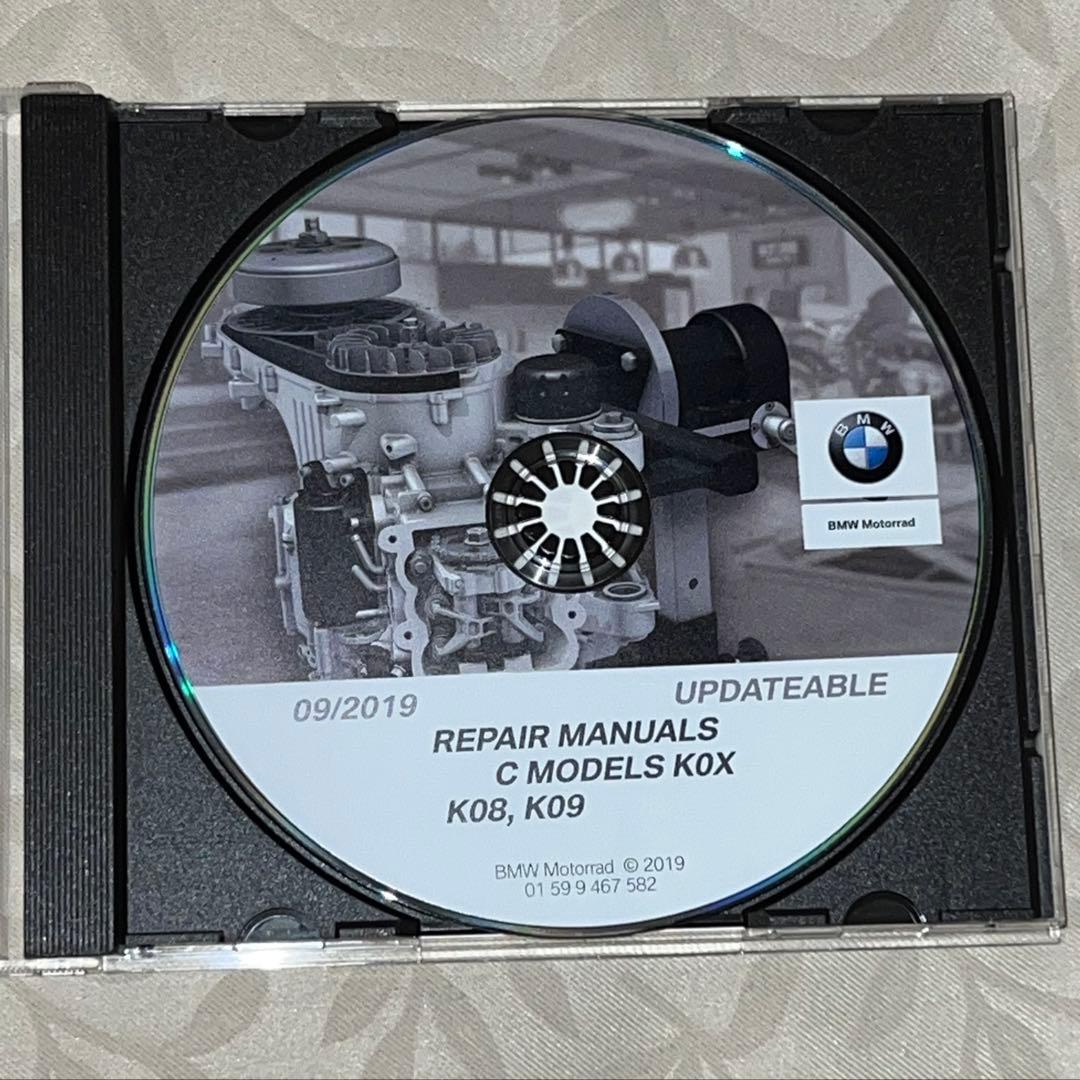 BMW
BMW Motorrad
09/2019
UPDATEABLE
REPAIR MANUALS
C MODELS K0X
K08, K09
BMW Motorrad © 2019
01 59 9 467 582